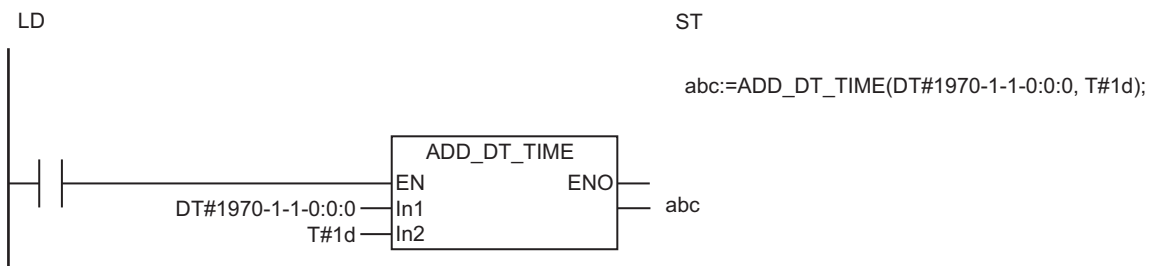 LD
ST
abc:=ADD_DT_TIME(DT#1970-1-1-0:0:0, T#1d);
ADD_DT_TIME
EN
ENO
DT#1970-1-1-0:0:0
In1
abc
T#1d
In2